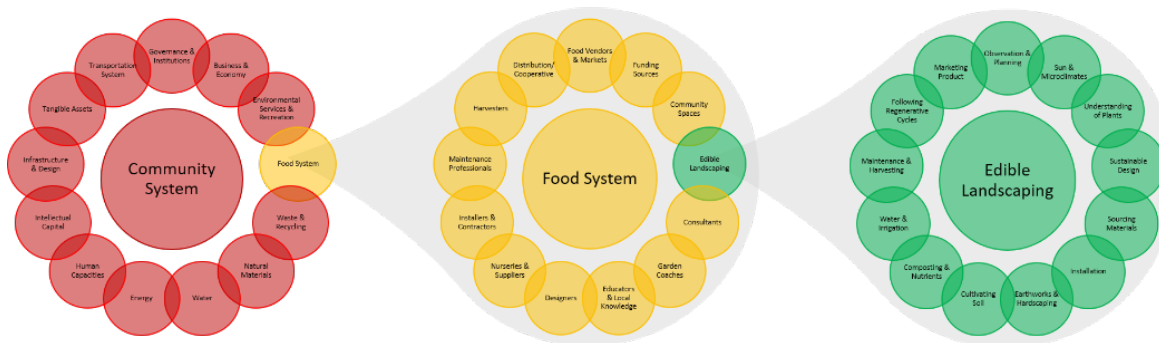 Community
System
Governance &
Institutions
Business &
Economy
Environmental
Services &
Recreation
Food System
Waste &
Recycling
Natural
Materials
Water
Energy
Human
Capacities
Intellectual
Capital
Infrastructure
& Design
Tangible Assets
Transportation
System
Food System
Food Vendors
& Markets
Funding
Sources
Community
Spaces
Edible
Landscaping
Consultants
Garden
Coaches
Educators
& Local
Knowledge
Designers
Nurseries &
Suppliers
Installers &
Contractors
Maintenance
Professionals
Harvesters
Distribution/
Cooperative
Edible
Landscaping
Observation &
Planning
Sun &
Microclimates
Understanding
of Plants
Sustainable
Design
Sourcing
Materials
Installation
Earthworks &
Hardscaping
Cultivating
Soil
Composting &
Nutrients
Water &
Irrigation
Maintenance &
Harvesting
Following
Regenerative
Cycles
Marketing
Product